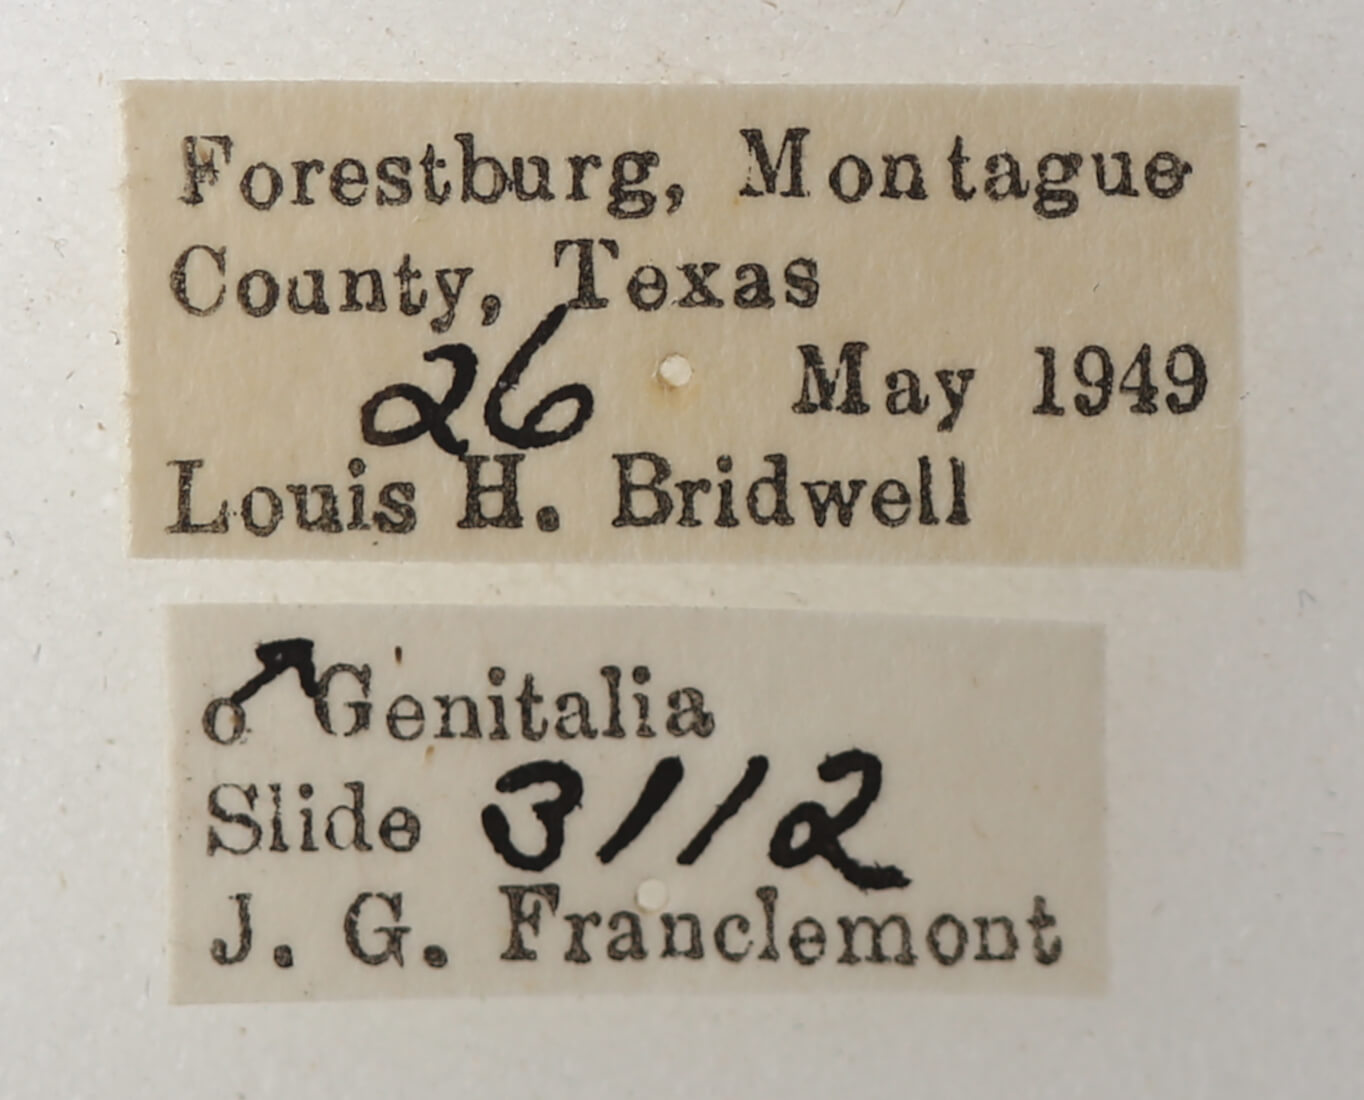 Forestburg, Montague
County, Texas
26 May 1949
Louis H. Bridwell
♂ Genitalia
Slide 3112
J. G. Franclemont